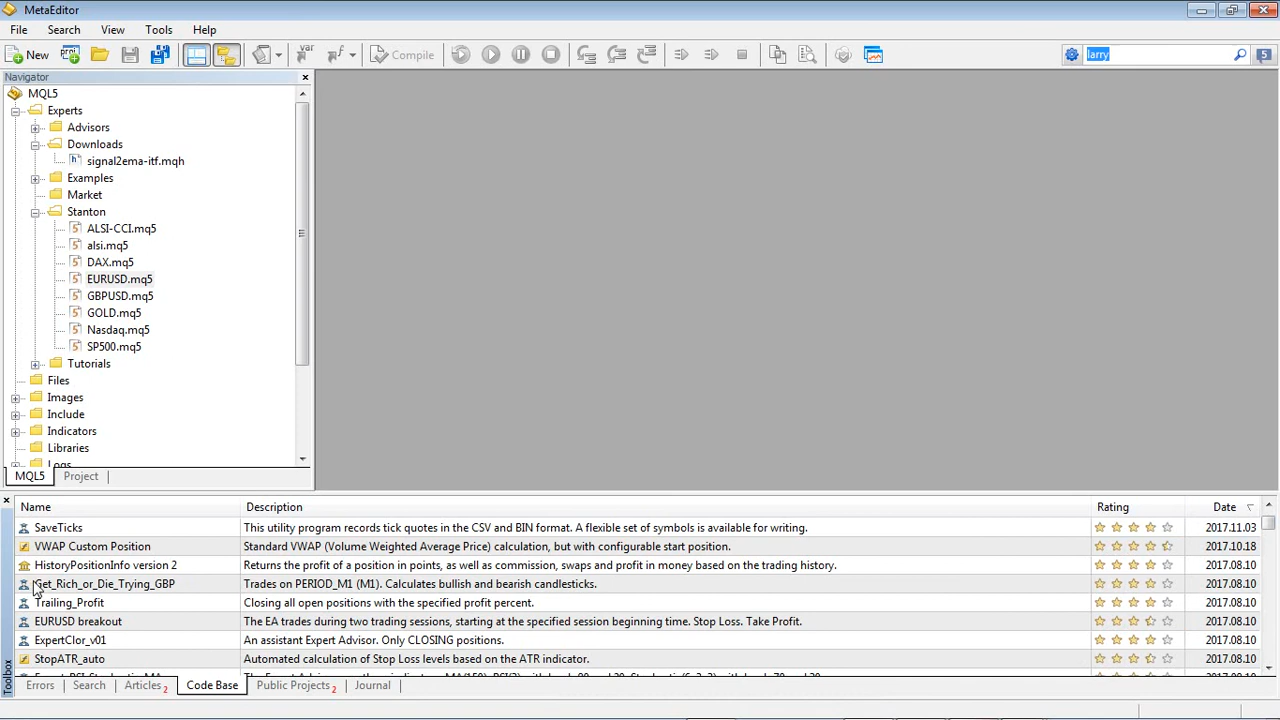 MetaEditor
File Search View Tools Help
New Compile larry 5
Navigator
MQL5
Experts
Advisors
Downloads
signal2ema-itf.mqh
Examples
Market
Stanton
ALSI-CCI.mq5
alsi.mq5
DAX.mq5
EURUSD.mq5
GBPUSD.mq5
GOLD.mq5
Nasdaq.mq5
SP500.mq5
Tutorials
Files
Images
Include
Indicators
Libraries
Logs
MQL5 Project
Name Description Rating Date
SaveTicks This utility program records tick quotes in the CSV and BIN format. A flexible set of symbols is available for writing. 2017.11.03
VWAP Custom Position Standard VWAP (Volume Weighted Average Price) calculation, but with configurable start position. 2017.10.18
HistoryPositionInfo version 2 Returns the profit of a position in points, as well as commission, swaps and profit in money based on the trading history. 2017.08.10
Get_Rich_or_Die_Trying_GBP Trades on PERIOD_M1 (M1). Calculates bullish and bearish candlesticks. 2017.08.10
Trailing_Profit Closing all open positions with the specified profit percent. 2017.08.10
EURUSD breakout The EA trades during two trading sessions, starting at the specified session beginning time. Stop Loss. Take Profit. 2017.08.10
ExpertClor_v01 An assistant Expert Advisor. Only CLOSING positions. 2017.08.10
StopATR_auto Automated calculation of Stop Loss levels based on the ATR indicator. 2017.08.10
Toolbox
Errors Search Articles 2 Code Base Public Projects 2 Journal